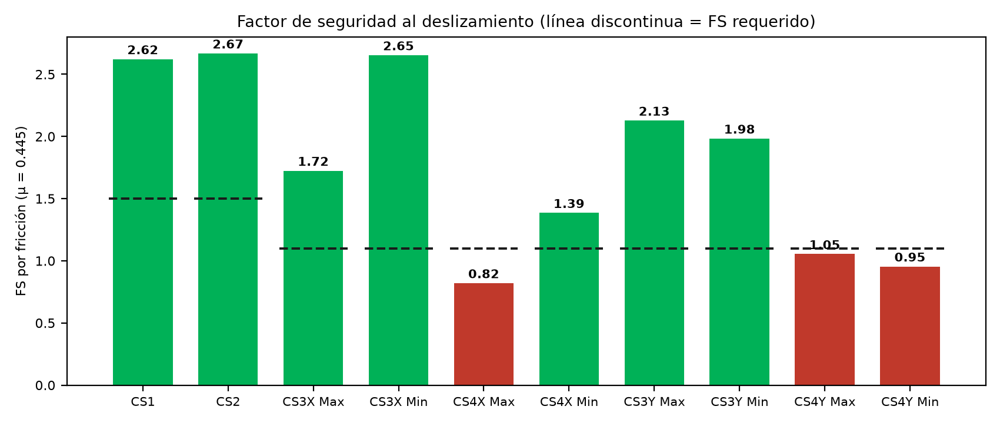 Factor de seguridad al deslizamiento (línea discontinua = FS requerido)
FS por fricción (μ = 0.445)
2.5
2.0
1.5
1.0
0.5
0.0
2.62
2.67
1.72
2.65
0.82
1.39
2.13
1.98
1.05
0.95
CS1
CS2
CS3X Max
CS3X Min
CS4X Max
CS4X Min
CS3Y Max
CS3Y Min
CS4Y Max
CS4Y Min